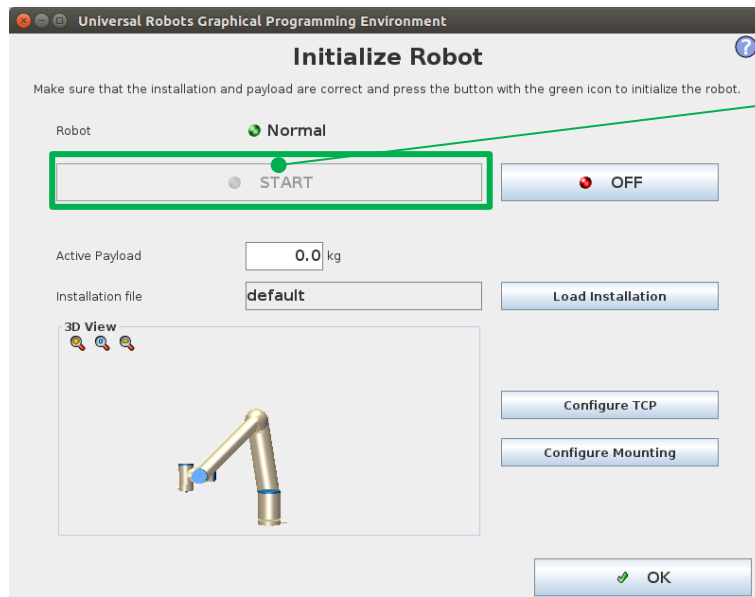 Universal Robots Graphical Programming Environment
Initialize Robot
?
Make sure that the installation and payload are correct and press the button with the green icon to initialize the robot.
Robot Normal
START OFF
Active Payload 0.0 kg
Installation file default Load Installation
3D View
Configure TCP
Configure Mounting
OK